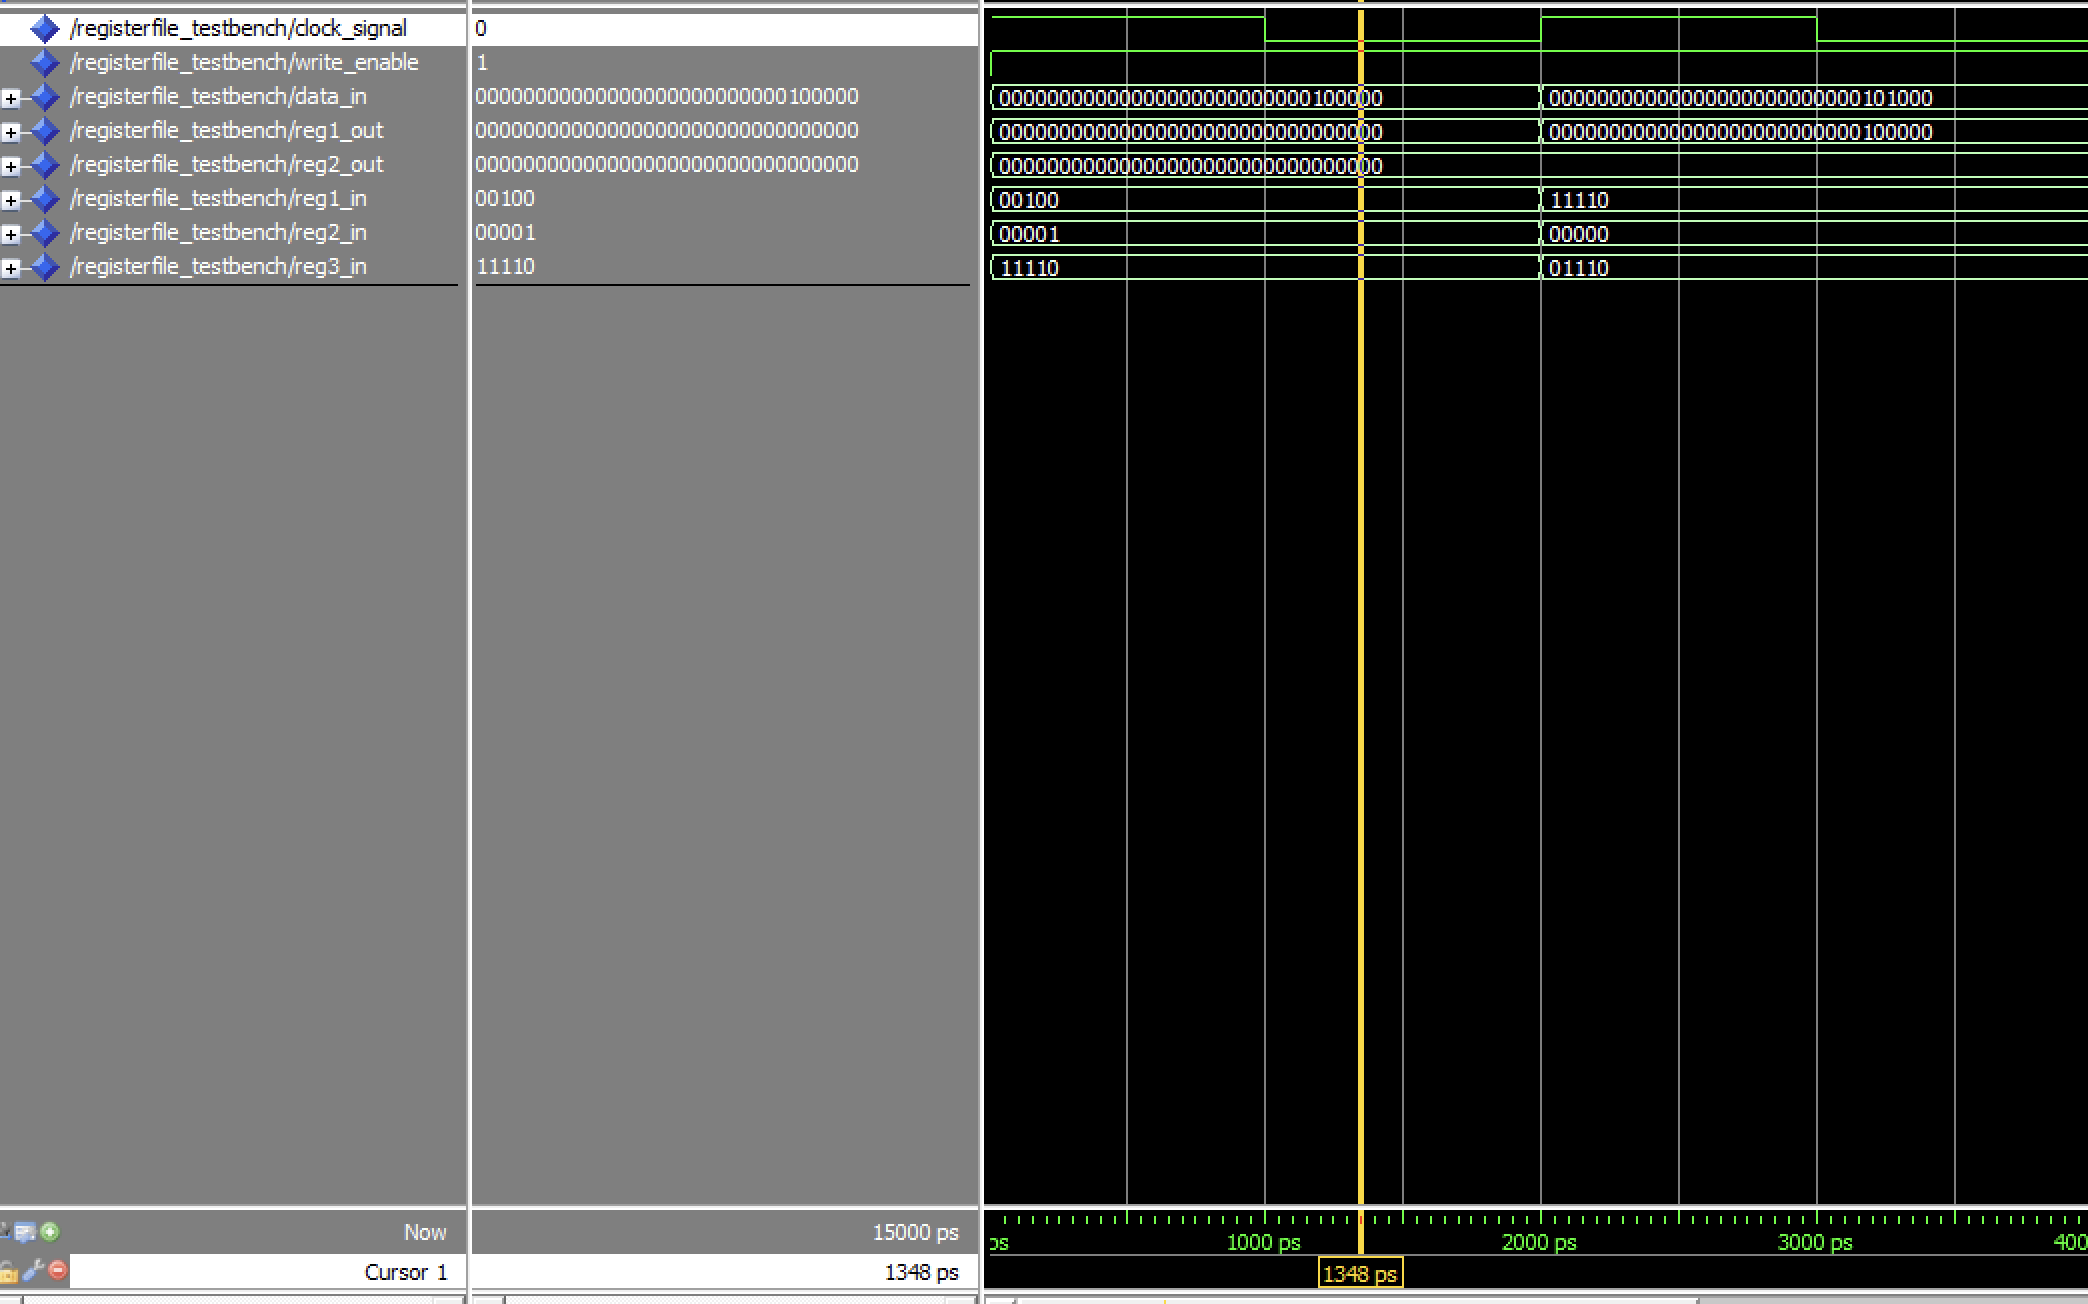 /registerfile_testbench/clock_signal 0
/registerfile_testbench/write_enable 1
/registerfile_testbench/data_in 00000000000000000000000000100000 00000000000000000000000000100000 00000000000000000000000000101000
/registerfile_testbench/reg1_out 00000000000000000000000000000000 00000000000000000000000000000000 00000000000000000000000000100000
/registerfile_testbench/reg2_out 00000000000000000000000000000000 00000000000000000000000000000000
/registerfile_testbench/reg1_in 00100 00100 11110
/registerfile_testbench/reg2_in 00001 00001 00000
/registerfile_testbench/reg3_in 11110 11110 01110
Now 15000 ps ps 1000 ps 2000 ps 3000 ps 400
Cursor 1 1348 ps 1348 ps